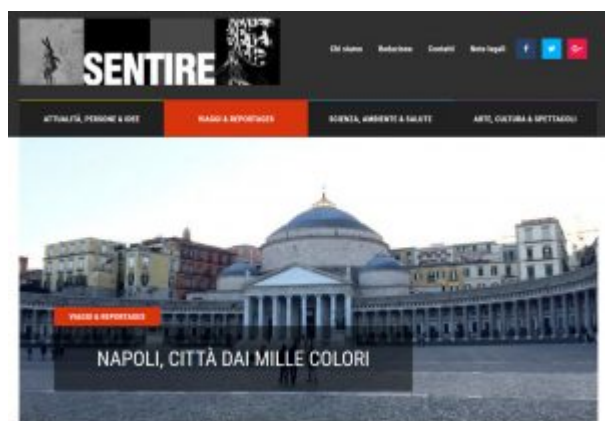 SENTIRE
Chi siamo Redazione Contatti Note legali f G+
ATTUALITÀ, PERSONE & IDEE VIAGGI & REPORTAGES SCIENZA, AMBIENTE & SALUTE ARTE, CULTURA & SPETTACOLI
VIAGGI & REPORTAGES
NAPOLI, CITTÀ DAI MILLE COLORI